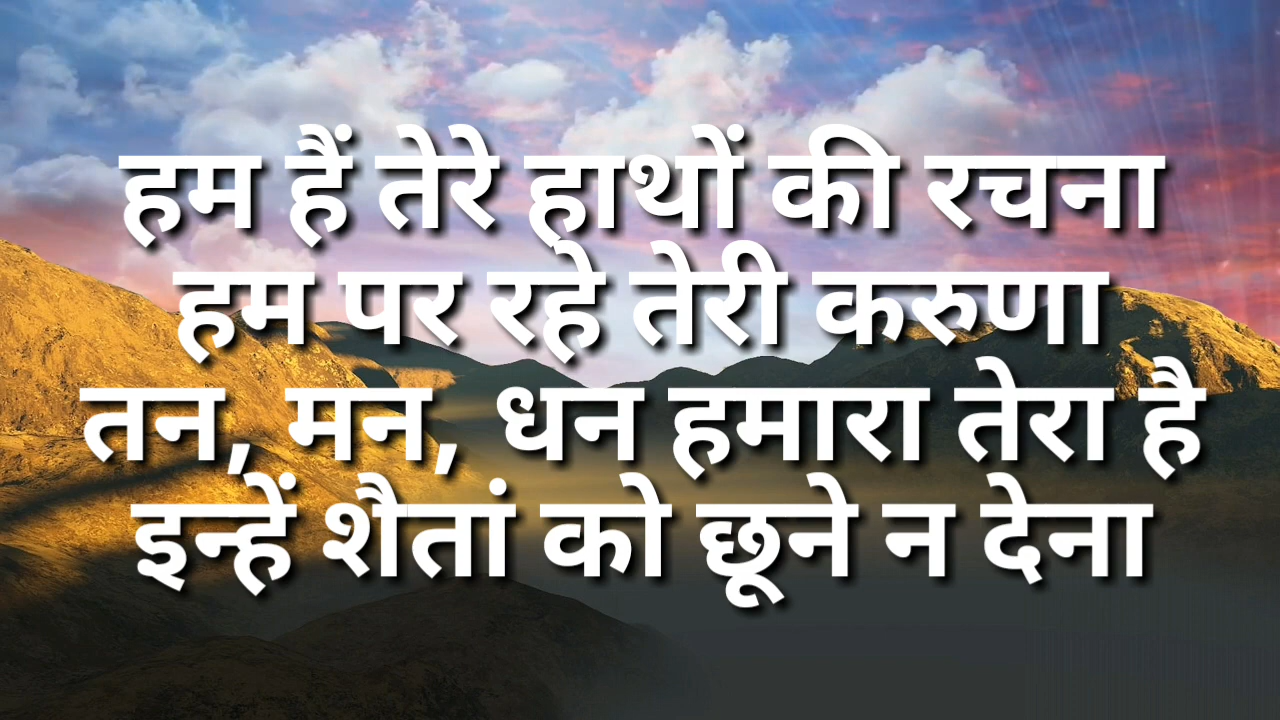 हम हैं तेरे हाथों की रचना
हम पर रहे तेरी करुणा
तन, मन, धन हमारा तेरा है
इन्हें शैतां को छूने न देना